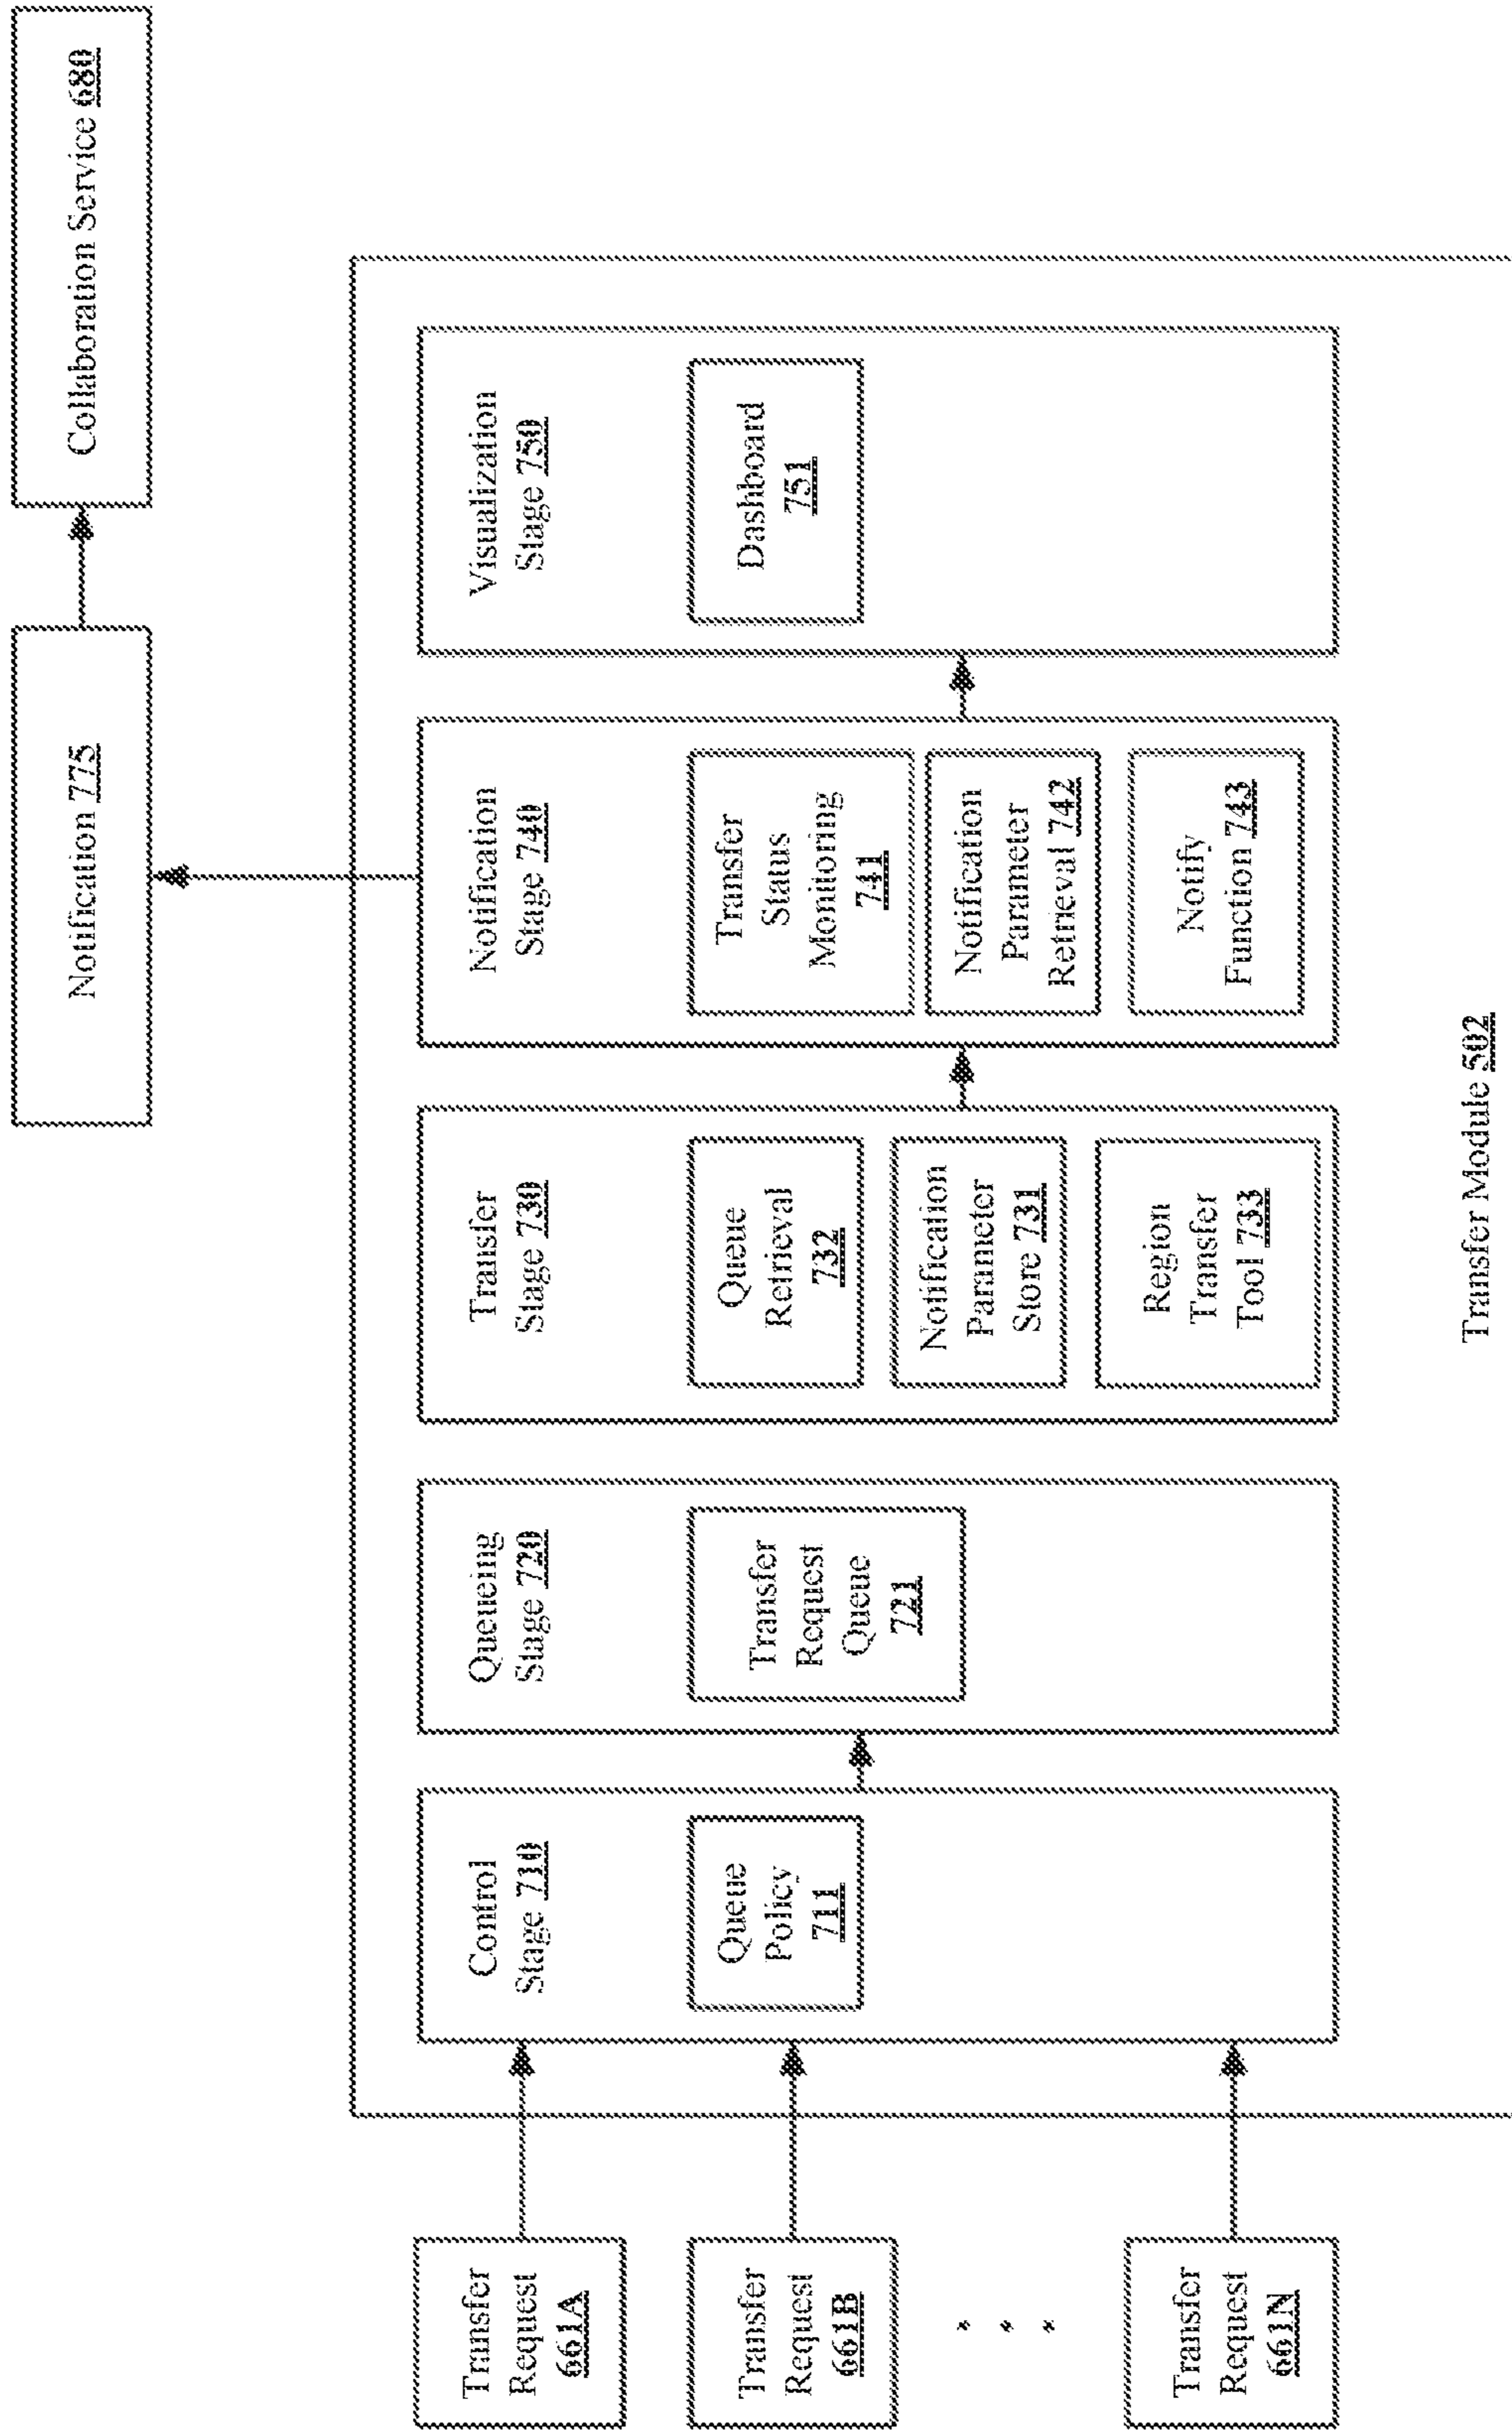 Notification 775
Collaboration Service 680
Transfer
Request
661A
Transfer
Request
661B
Transfer
Request
661N
Control
Stage 710
Queue
Policy
711
Queueing
Stage 720
Transfer
Request
Queue
721
Transfer
Stage 730
Queue
Retrieval
732
Notification
Parameter
Store 731
Region
Transfer
Tool 733
Notification
Stage 740
Transfer
Status
Monitoring
741
Notification
Parameter
Retrieval 742
Notify
Function 743
Visualization
Stage 750
Dashboard
751
Transfer Module 502